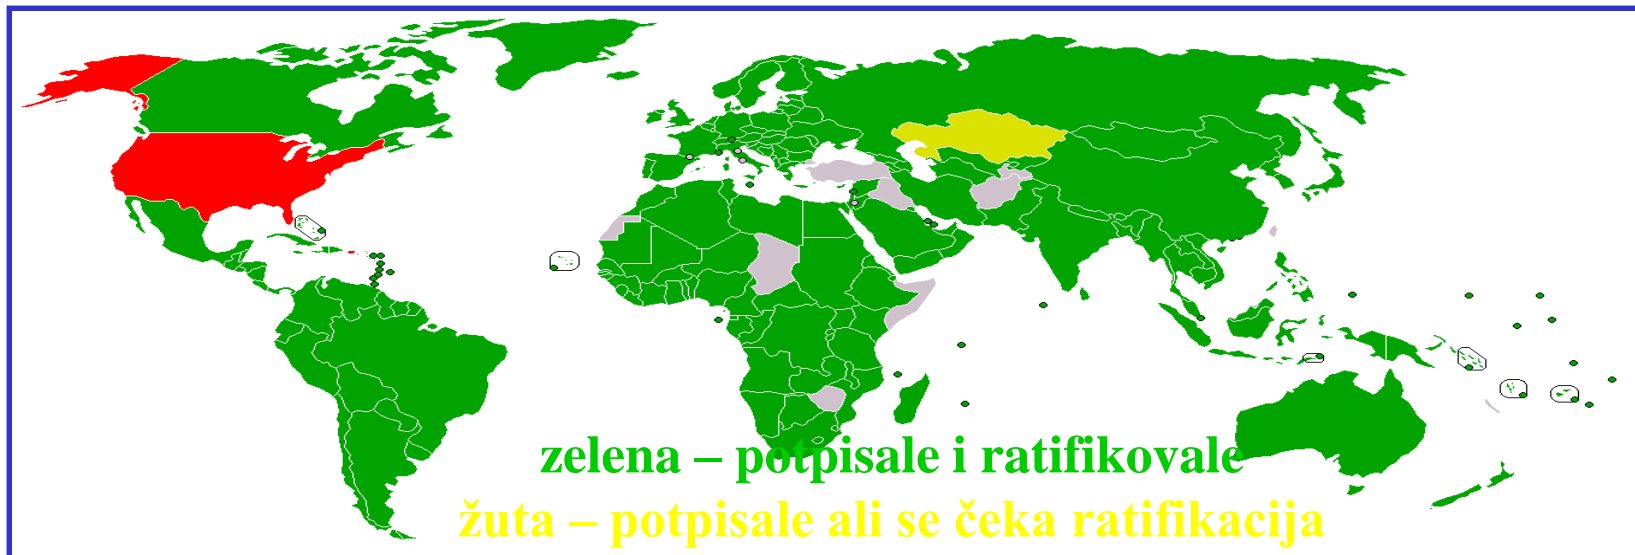 zelena – potpisale i ratifikovale
žuta – potpisale ali se čeka ratifikacija